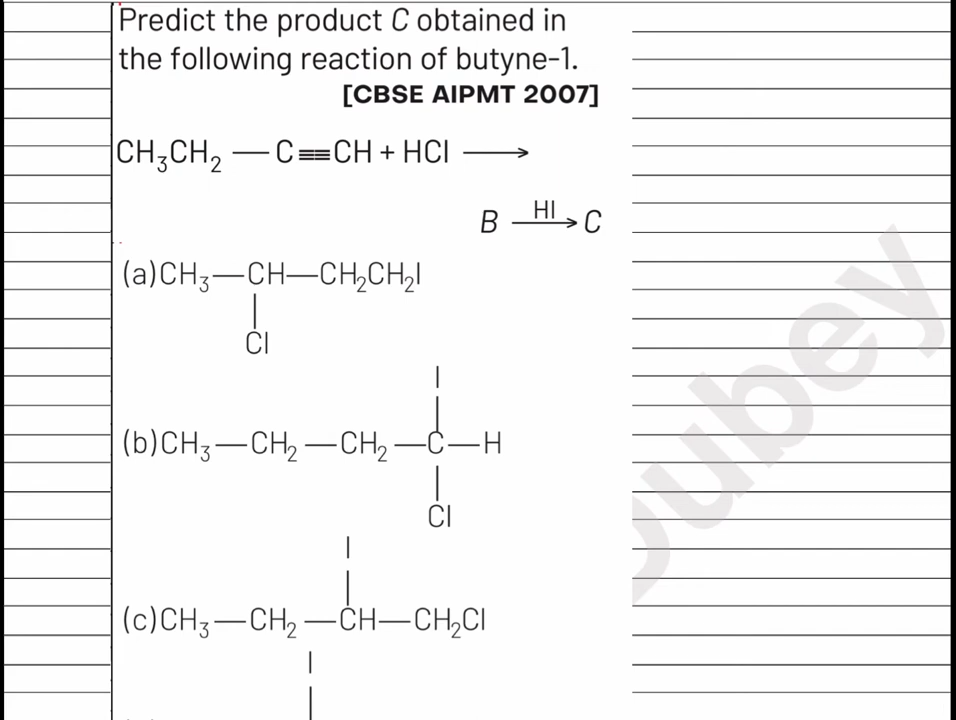 Predict the product C obtained in
the following reaction of butyne-1.
[CBSE AIPMT 2007]
CH₃CH₂ — C≡CH + HCl ⟶
B —HI→ C
(a)CH₃—CH—CH₂CH₂I
|
Cl
I
|
(b)CH₃—CH₂—CH₂—C—H
|
Cl
I
|
(c)CH₃—CH₂—CH—CH₂Cl
I
|
ubey